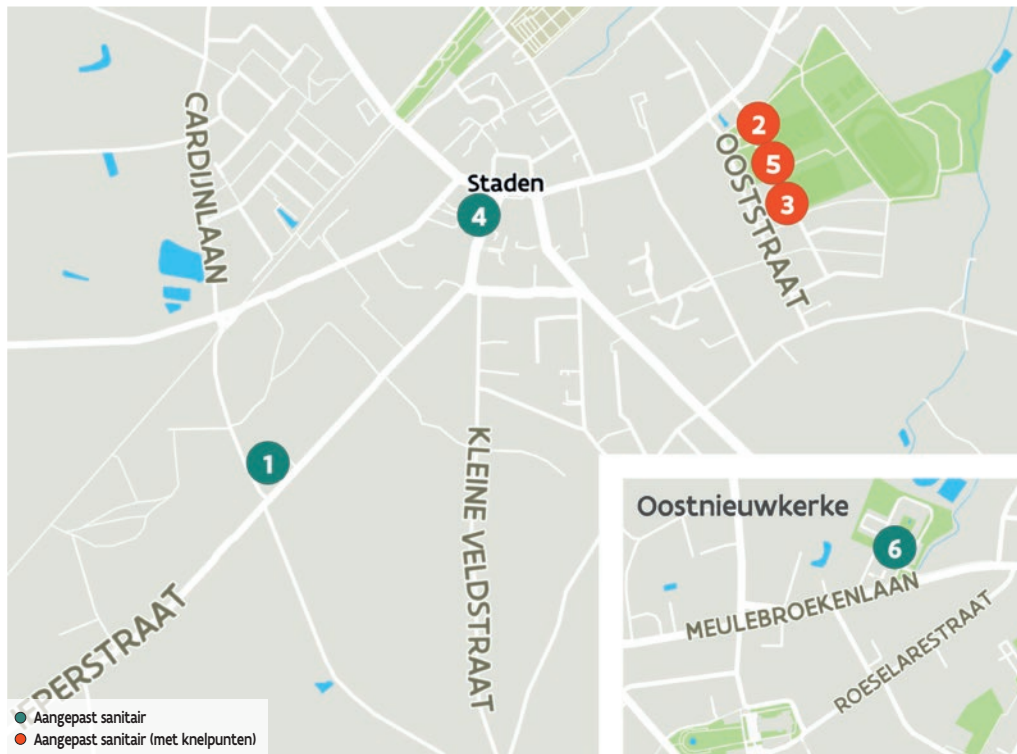 CARDIJNLAAN
2
OOSTSTRAAT
5
3
Staden
4
1
KLEINE VELDSTRAAT
IEPERSTRAAT
Oostnieuwkerke
6
MEULEBROEKENLAAN
ROESELARESTRAAT
Aangepast sanitair
Aangepast sanitair (met knelpunten)